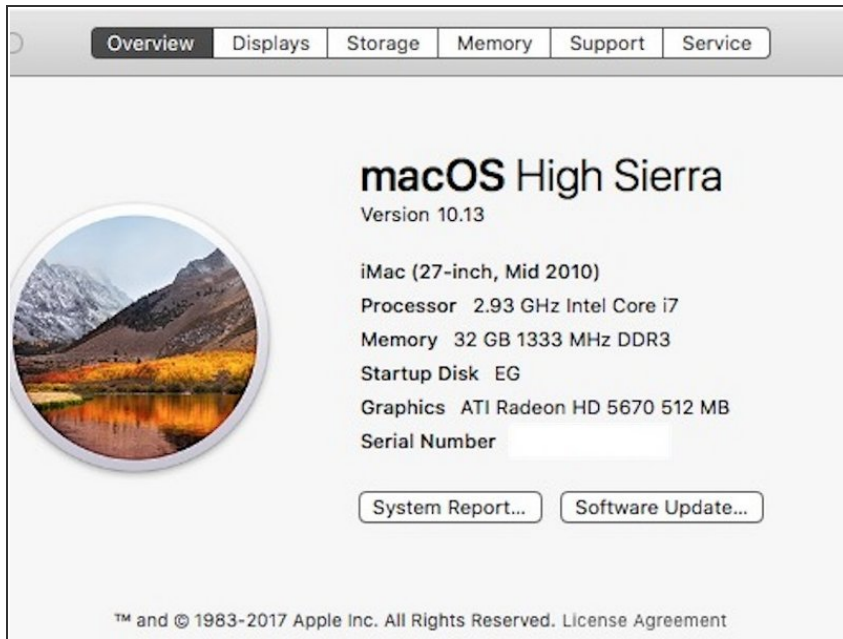 Overview Displays Storage Memory Support Service
macOS High Sierra
Version 10.13
iMac (27-inch, Mid 2010)
Processor 2.93 GHz Intel Core i7
Memory 32 GB 1333 MHz DDR3
Startup Disk EG
Graphics ATI Radeon HD 5670 512 MB
Serial Number
System Report... Software Update...
™ and © 1983-2017 Apple Inc. All Rights Reserved. License Agreement